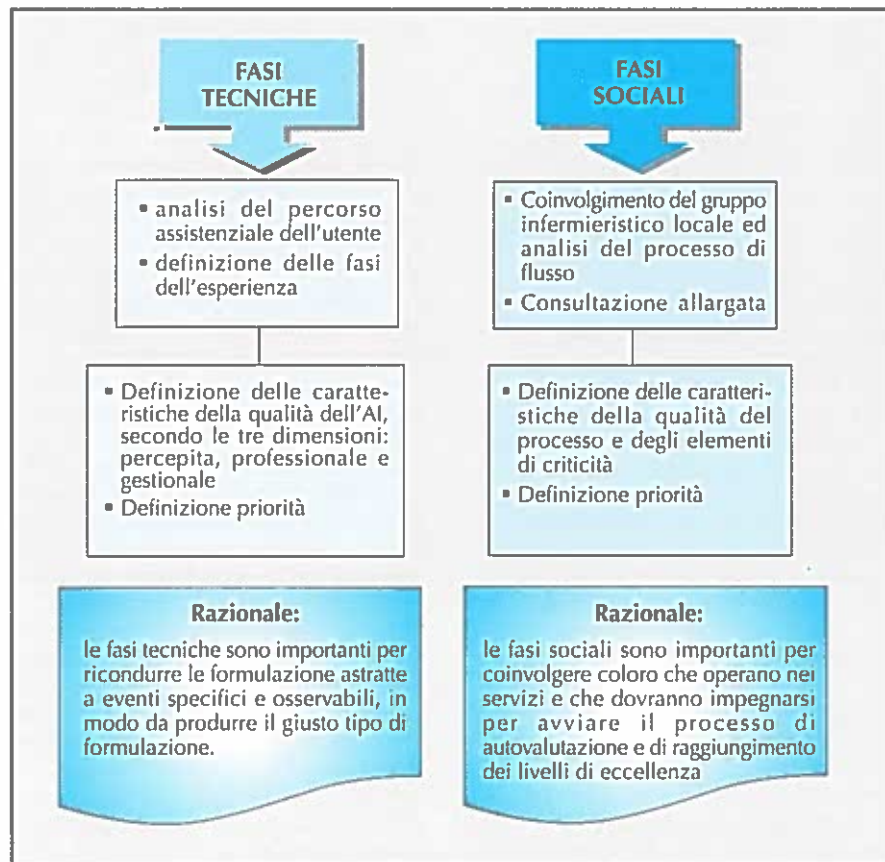 FASI
TECNICHE
▪ analisi del percorso
assistenziale dell'utente
▪ definizione delle fasi
dell'esperienza
▪ Definizione delle caratte-
ristiche della qualità dell'AI,
secondo le tre dimensioni:
percepita, professionale e
gestionale
▪ Definizione priorità
Razionale:
le fasi tecniche sono importanti per
ricondurre le formulazione astratte
a eventi specifici e osservabili, in
modo da produrre il giusto tipo di
formulazione.
FASI
SOCIALI
▪ Coinvolgimento del gruppo
infermieristico locale ed
analisi del processo di
flusso
▪ Consultazione allargata
▪ Definizione delle caratteri-
stiche della qualità del
processo e degli elementi
di criticità
▪ Definizione priorità
Razionale:
le fasi sociali sono importanti per
coinvolgere coloro che operano nei
servizi e che dovranno impegnarsi
per avviare il processo di
autovalutazione e di raggiungimento
dei livelli di eccellenza